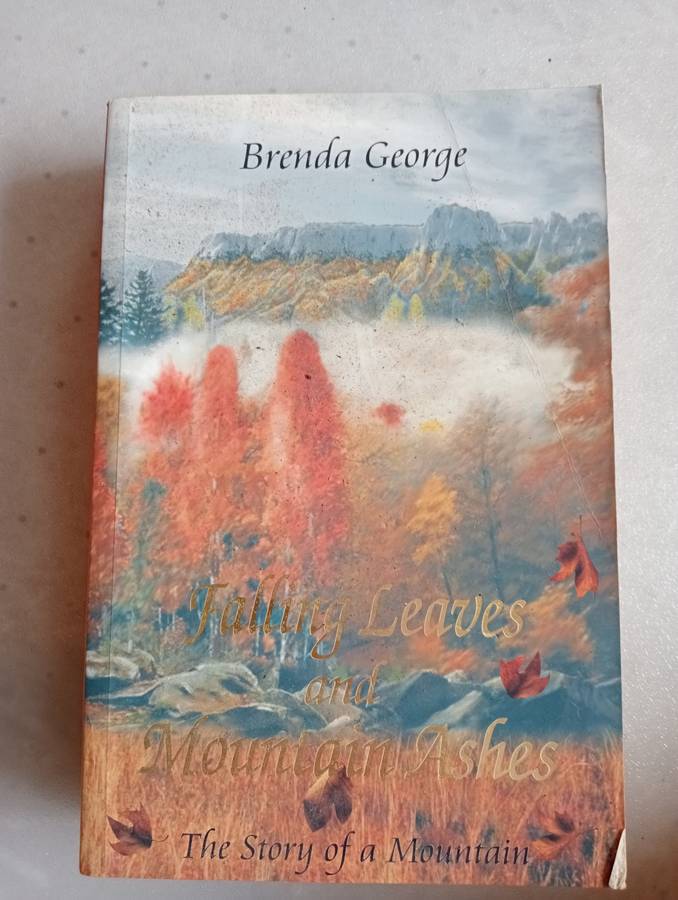 Brenda George
Falling Leaves
and
Mountain Ashes
The Story of a Mountain